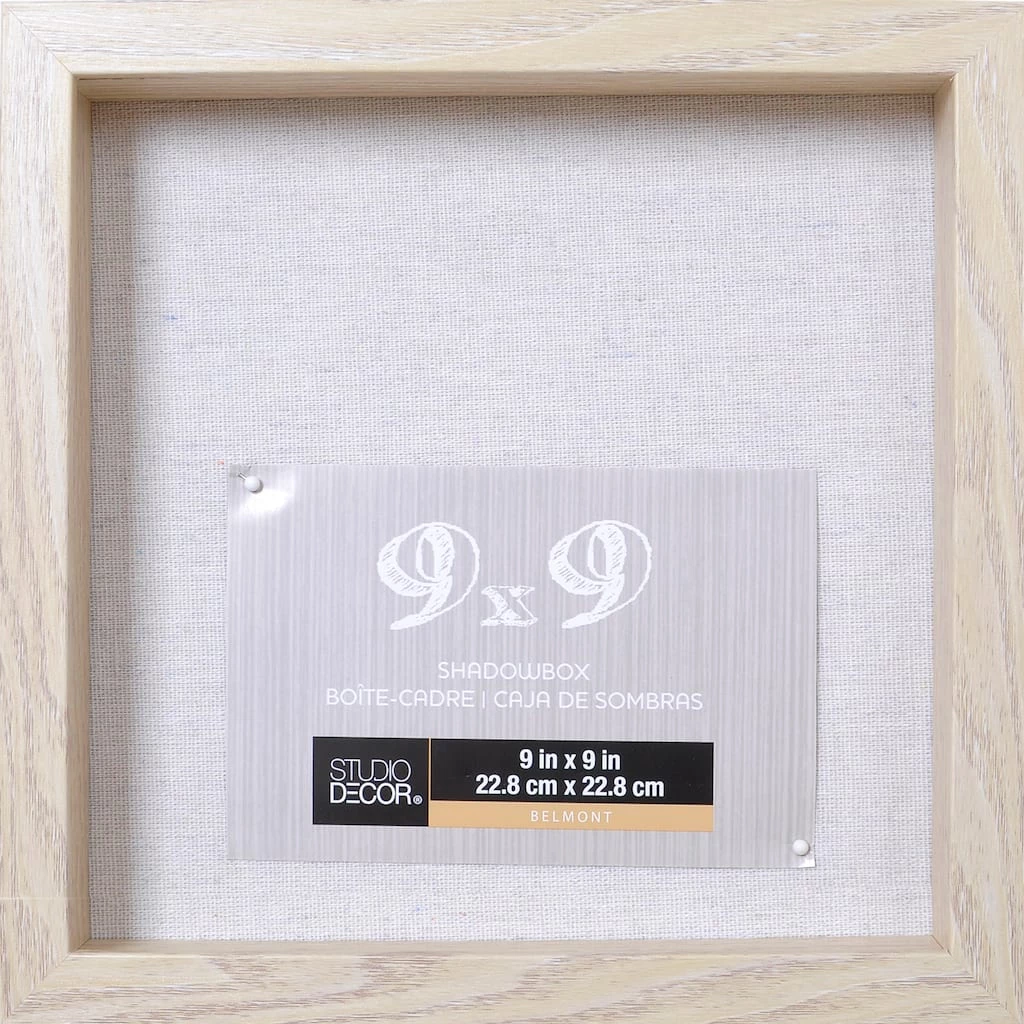 9x9
SHADOWBOX
BOÎTE-CADRE | CAJA DE SOMBRAS
STUDIO
DECOR®
9 in x 9 in
22.8 cm x 22.8 cm
BELMONT